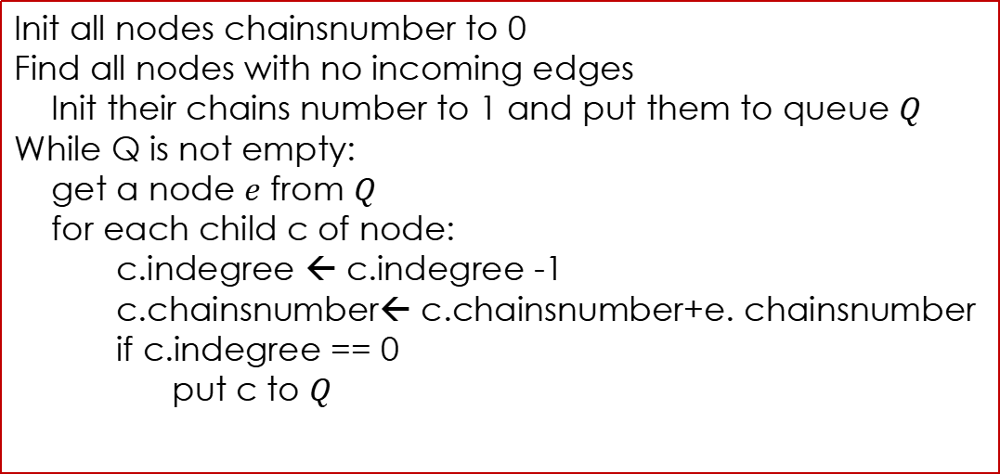 Init all nodes chainsnumber to 0
Find all nodes with no incoming edges
Init their chains number to 1 and put them to queue Q
While Q is not empty:
get a node e from Q
for each child c of node:
c.indegree ← c.indegree -1
c.chainsnumber← c.chainsnumber+e. chainsnumber
if c.indegree == 0
put c to Q